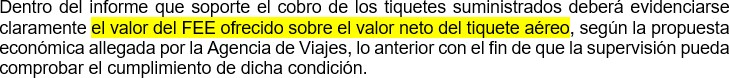 Dentro del informe que soporte el cobro de los tiquetes suministrados deberá evidenciarse
claramente el valor del FEE ofrecido sobre el valor neto del tiquete aéreo, según la propuesta
económica allegada por la Agencia de Viajes, lo anterior con el fin de que la supervisión pueda
comprobar el cumplimiento de dicha condición.